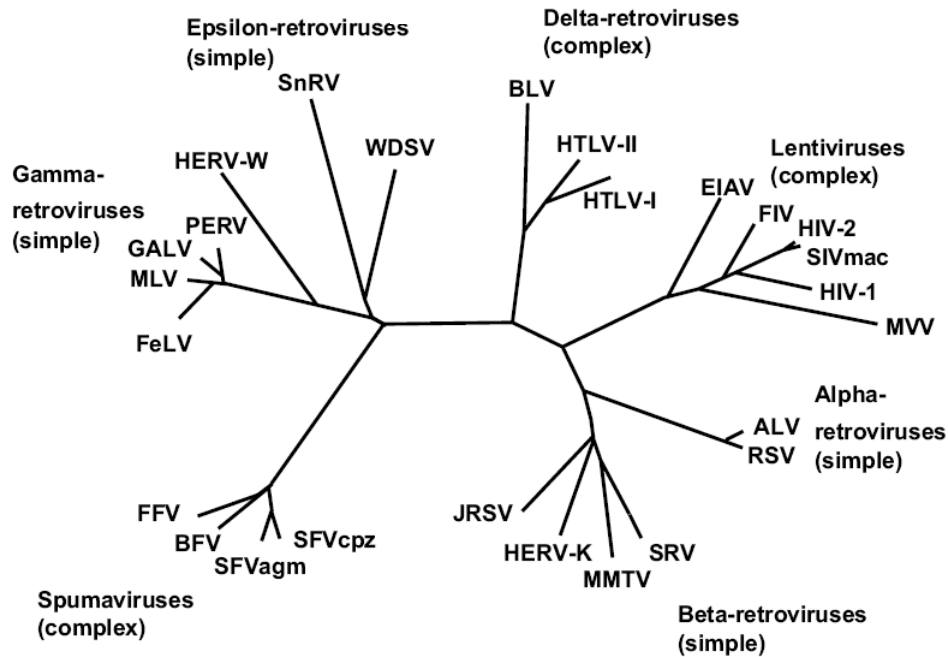 Epsilon-retroviruses
(simple)
SnRV
WDSV
Delta-retroviruses
(complex)
BLV
HTLV-II
HTLV-I
Lentiviruses
(complex)
EIAV
FIV
HIV-2
SIVmac
HIV-1
MVV
Gamma-
retroviruses
(simple)
HERV-W
PERV
GALV
MLV
FeLV
Alpha-
retroviruses
(simple)
ALV
RSV
FFV
BFV
SFVagm
SFVcpz
Spumaviruses
(complex)
JRSV
HERV-K
MMTV
SRV
Beta-retroviruses
(simple)